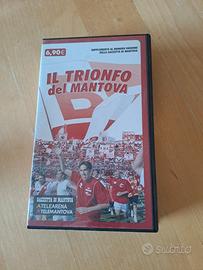 6,90€
SUPPLEMENTO AL NUMERO ODIERNO
DELLA GAZZETTA DI MANTOVA
IL TRIONFO
del MANTOVA
GAZZETTA DI MANTOVA
TELEARENA
TELEMANTOVA
Subito